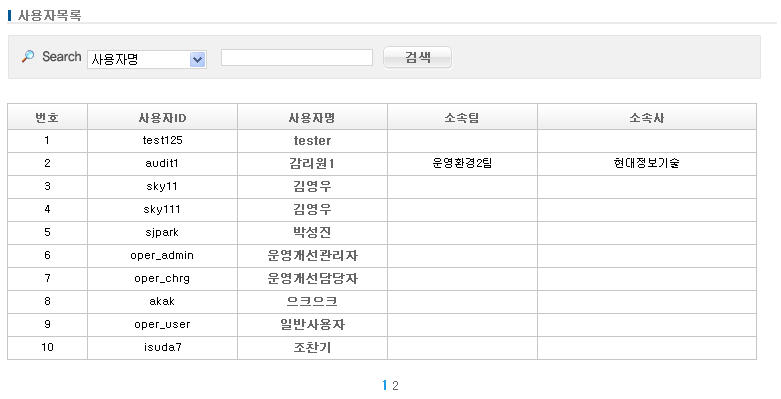 사용자목록
Search 사용자명 검색
번호 사용자ID 사용자명 소속팀 소속사
1 test125 tester
2 audit1 감리원1 운영환경2팀 현대정보기술
3 sky11 김영우
4 sky111 김영우
5 sjpark 박성진
6 oper_admin 운영개선관리자
7 oper_chrg 운영개선담당자
8 akak 으크으크
9 oper_user 일반사용자
10 isuda7 조찬기
1 2